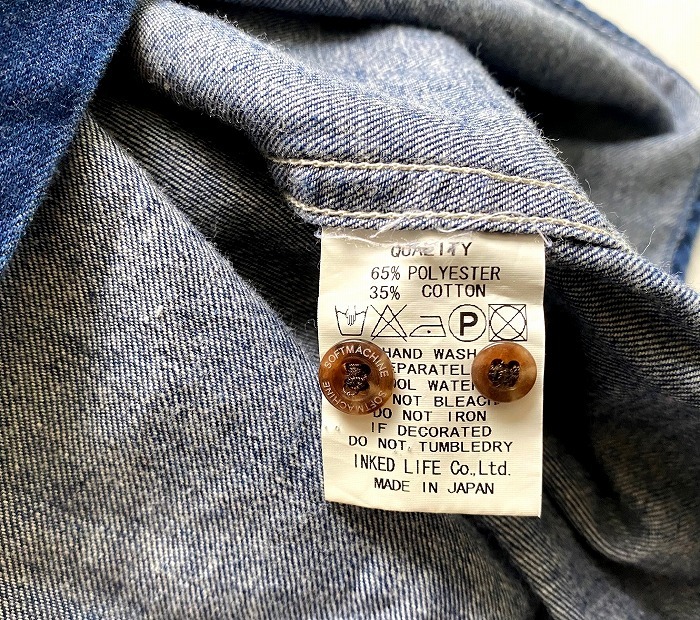 QUALITY
65% POLYESTER
35% COTTON
P
HAND WASH
NOT BLEACH
DO NOT IRON
IF DECORATED
DO NOT TUMBLEDRY
INKED LIFE Co., Ltd.
MADE IN JAPAN
SOFTMACHINE SOFTMACHINE